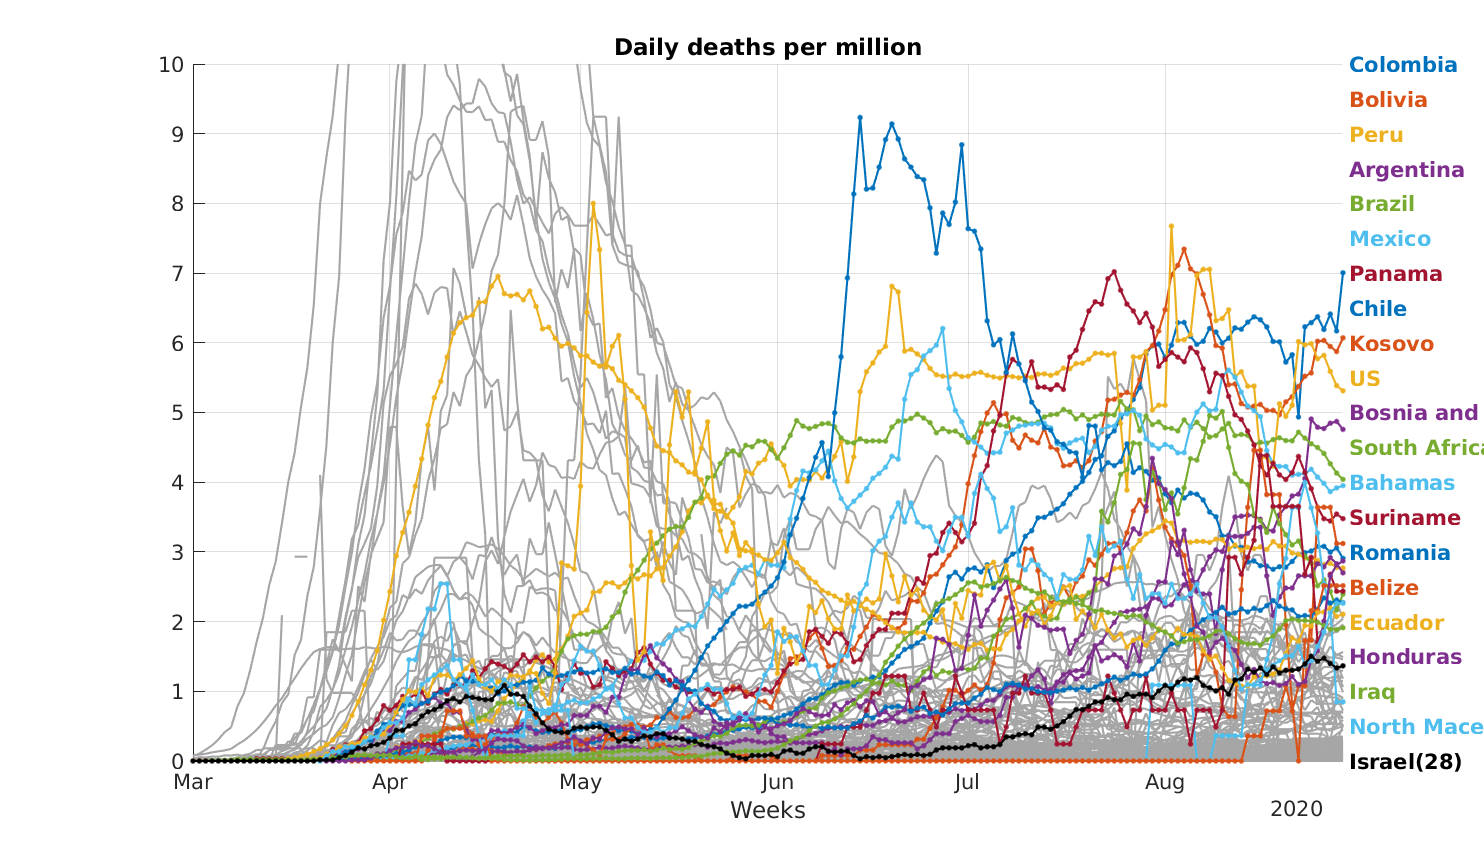 Daily deaths per million
10
9
8
7
6
5
4
3
2
1
0
Mar
Apr
May
Jun
Jul
Aug
Weeks
2020
Colombia
Bolivia
Peru
Argentina
Brazil
Mexico
Panama
Chile
Kosovo
US
Bosnia and
South Africa
Bahamas
Suriname
Romania
Belize
Ecuador
Honduras
Iraq
North Mace
Israel(28)